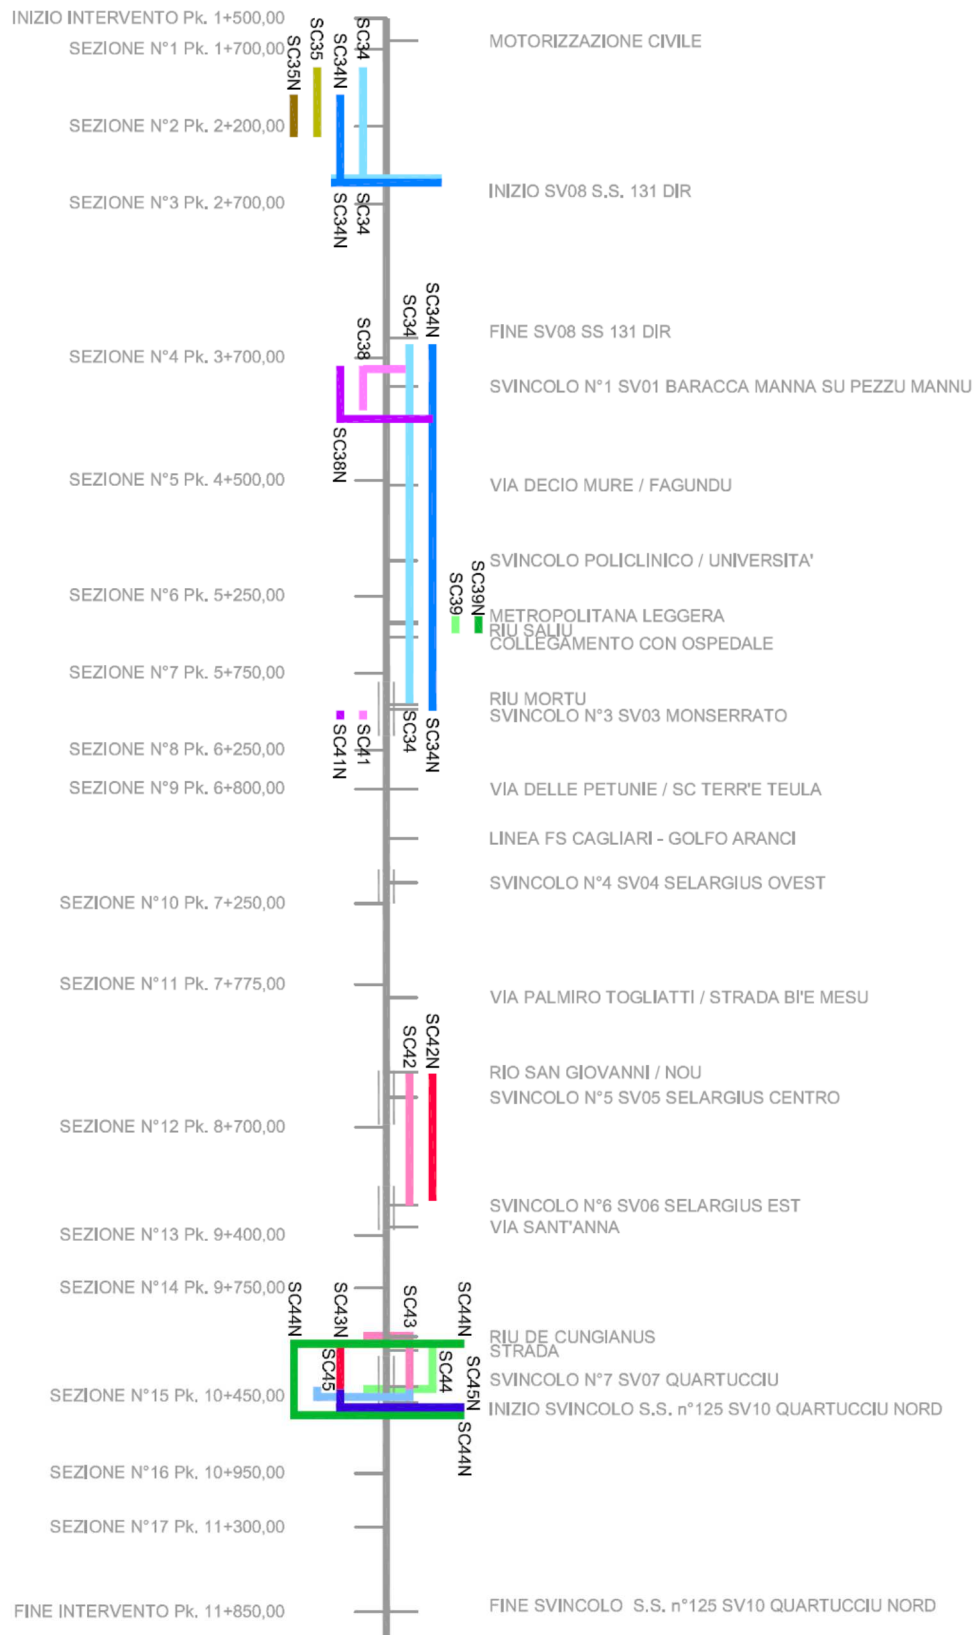 INIZIO INTERVENTO Pk. 1+500,00
SEZIONE N°1 Pk. 1+700,00
MOTORIZZAZIONE CIVILE
SC35N
SC35
SC34N
SC34
SEZIONE N°2 Pk. 2+200,00
INIZIO SV08 S.S. 131 DIR
SEZIONE N°3 Pk. 2+700,00
SC34N
SC34
FINE SV08 SS 131 DIR
SC38
SC34
SC34N
SEZIONE N°4 Pk. 3+700,00
SVINCOLO N°1 SV01 BARACCA MANNA SU PEZZU MANNU
SC38N
SEZIONE N°5 Pk. 4+500,00
VIA DECIO MURE / FAGUNDU
SVINCOLO POLICLINICO / UNIVERSITA'
SC39
SC39N
SEZIONE N°6 Pk. 5+250,00
METROPOLITANA LEGGERA
RIU SALIU
COLLEGAMENTO CON OSPEDALE
SEZIONE N°7 Pk. 5+750,00
RIU MORTU
SVINCOLO N°3 SV03 MONSERRATO
SC41N
SC41
SC34
SC34N
SEZIONE N°8 Pk. 6+250,00
SEZIONE N°9 Pk. 6+800,00
VIA DELLE PETUNIE / SC TERR'E TEULA
LINEA FS CAGLIARI - GOLFO ARANCI
SVINCOLO N°4 SV04 SELARGIUS OVEST
SEZIONE N°10 Pk. 7+250,00
SEZIONE N°11 Pk. 7+775,00
VIA PALMIRO TOGLIATTI / STRADA BI'E MESU
SC42
SC42N
RIO SAN GIOVANNI / NOU
SVINCOLO N°5 SV05 SELARGIUS CENTRO
SEZIONE N°12 Pk. 8+700,00
SVINCOLO N°6 SV06 SELARGIUS EST
VIA SANT'ANNA
SEZIONE N°13 Pk. 9+400,00
SEZIONE N°14 Pk. 9+750,00
SC44N
SC43N
SC43
SC44N
RIU DE CUNGIANUS
STRADA
SC45
SC44
SC45N
SVINCOLO N°7 SV07 QUARTUCCIU
SEZIONE N°15 Pk. 10+450,00
INIZIO SVINCOLO S.S. n°125 SV10 QUARTUCCIU NORD
SC44N
SEZIONE N°16 Pk. 10+950,00
SEZIONE N°17 Pk. 11+300,00
FINE INTERVENTO Pk. 11+850,00
FINE SVINCOLO S.S. n°125 SV10 QUARTUCCIU NORD